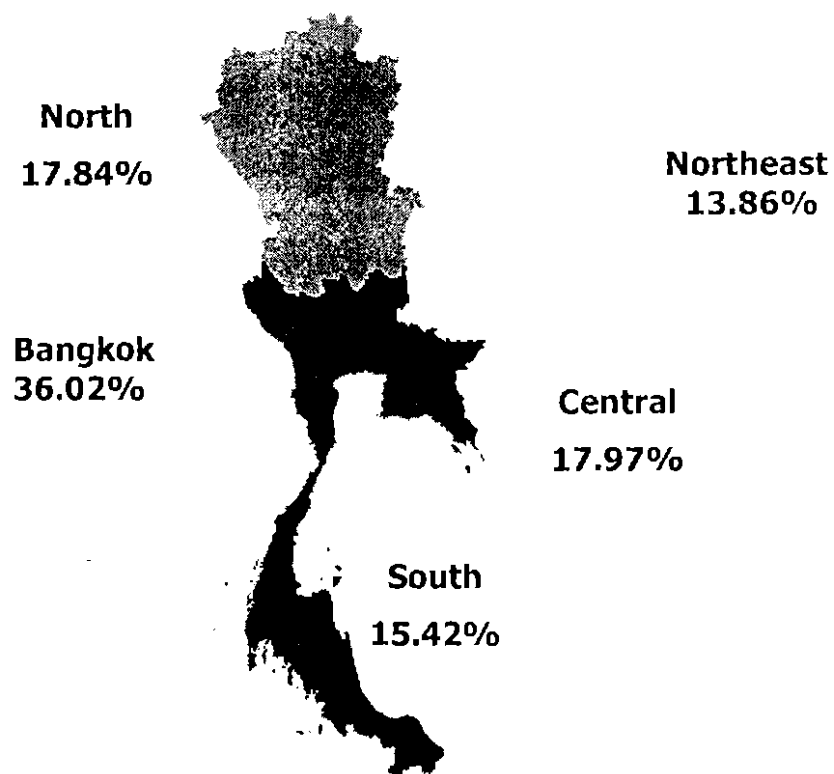 North
17.84%
Northeast
13.86%
Bangkok
36.02%
Central
17.97%
South
15.42%